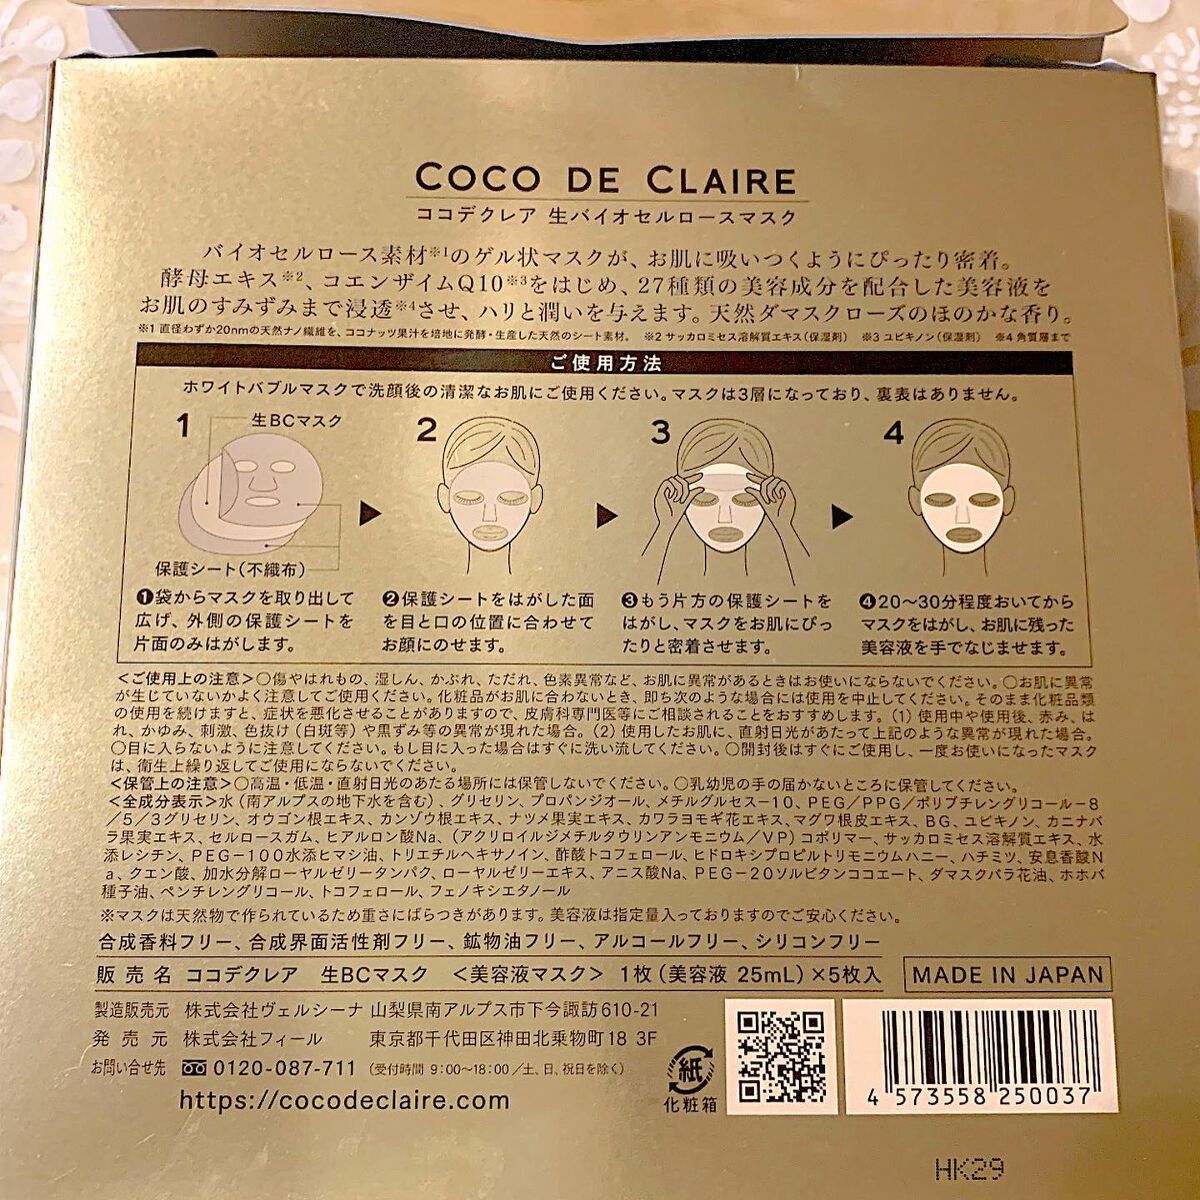 COCO DE CLAIRE
ココデクレア 生バイオセルロースマスク
バイオセルロース素材※1のゲル状マスクが、お肌に吸いつくようにぴったり密着。
酵母エキス※2、コエンザイムQ10※3をはじめ、27種類の美容成分を配合した美容液を
お肌のすみずみまで浸透※4させ、ハリと潤いを与えます。天然ダマスクローズのほのかな香り。
※1 直径わずか20nmの天然ナノ繊維を、ココナッツ果汁を培地に発酵・生産した天然のシート素材。 ※2 サッカロミセス溶解質エキス(保湿剤) ※3 ユビキノン(保湿剤) ※4 角質層まで
ご使用方法
ホワイトバブルマスクで洗顔後の清潔なお肌にご使用ください。マスクは3層になっており、裏表はありません。
1 生BCマスク 2 3 4
保護シート(不織布)
❶袋からマスクを取り出して
広げ、外側の保護シートを
片面のみはがします。
❷保護シートをはがした面
を目と口の位置に合わせて
お顔にのせます。
❸もう片方の保護シートを
はがし、マスクをお肌にぴっ
たりと密着させます。
❹20〜30分程度おいてから
マスクをはがし、お肌に残った
美容液を手でなじませます。
<ご使用上の注意>○傷やはれもの、湿しん、かぶれ、ただれ、色素異常など、お肌に異常があるときはお使いにならないでください。○お肌に異常
が生じていないかよく注意してご使用ください。化粧品がお肌に合わないとき、即ち次のような場合には使用を中止してください。そのまま化粧品類
の使用を続けますと、症状を悪化させることがありますので、皮膚科専門医等にご相談されることをおすすめします。(1)使用中や使用後、赤み、は
れ、かゆみ、刺激、色抜け(白斑等)や黒ずみ等の異常が現れた場合。(2)使用したお肌に、直射日光があたって上記のような異常が現れた場合。
○目に入らないように注意してください。もし目に入った場合はすぐに洗い流してください。○開封後はすぐにご使用し、一度お使いになったマスク
は、衛生上繰り返してご使用にならないでください。
<保管上の注意>○高温・低温・直射日光のあたる場所には保管しないでください。○乳幼児の手の届かないところに保管してください。
<全成分表示>水(南アルプスの地下水を含む)、グリセリン、プロパンジオール、メチルグルセス-10、PEG/PPG/ポリブチレングリコール-8
/5/3グリセリン、オウゴン根エキス、カンゾウ根エキス、ナツメ果実エキス、カワラヨモギ花エキス、マグワ根皮エキス、BG、ユビキノン、カニナバ
ラ果実エキス、セルロースガム、ヒアルロン酸Na、(アクリロイルジメチルタウリンアンモニウム/VP)コポリマー、サッカロミセス溶解質エキス、水
添レシチン、PEG-100水添ヒマシ油、トリエチルヘキサノイン、酢酸トコフェロール、ヒドロキシプロピルトリモニウムハニー、ハチミツ、安息香酸N
a、クエン酸、加水分解ローヤルゼリータンパク、ローヤルゼリーエキス、アニス酸Na、PEG-20ソルビタンココエート、ダマスクバラ花油、ホホバ
種子油、ペンチレングリコール、トコフェロール、フェノキシエタノール
※マスクは天然物で作られているため重さにばらつきがあります。美容液は指定量入っておりますのでご安心ください。
合成香料フリー、合成界面活性剤フリー、鉱物油フリー、アルコールフリー、シリコンフリー
販売名 ココデクレア 生BCマスク <美容液マスク> 1枚(美容液 25mL)×5枚入 MADE IN JAPAN
製造販売元 株式会社ヴェルシーナ 山梨県南アルプス市下今諏訪610-21
発売元 株式会社フィール 東京都千代田区神田北乗物町18 3F
お問い合せ先 0120-087-711 (受付時間 9:00〜18:00/土、日、祝日を除く)
https://cocodeclaire.com
紙
化粧箱
4 573558 250037
HK29